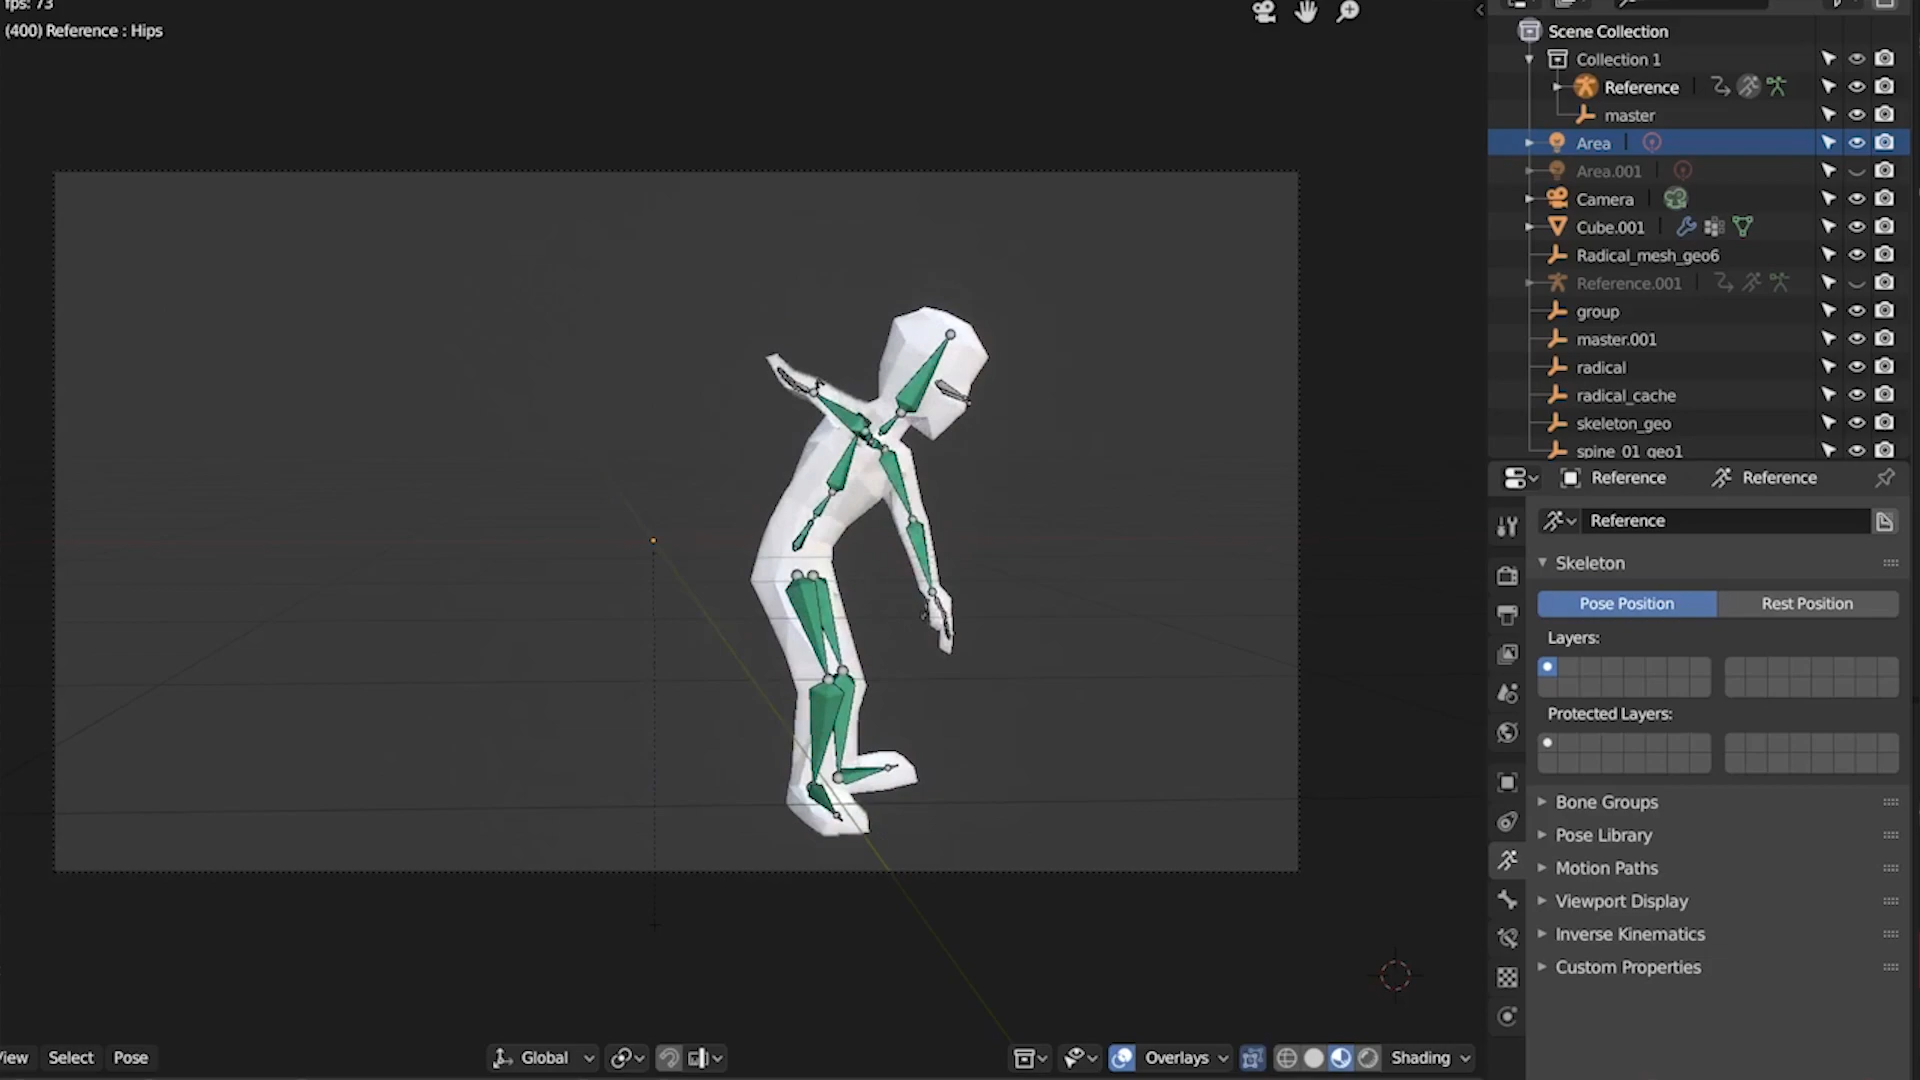 fps: 73
(400) Reference : Hips
Scene Collection
Collection 1
Reference
master
Area
Area.001
Camera
Cube.001
Radical_mesh_geo6
Reference.001
group
master.001
radical
radical_cache
skeleton_geo
spine_01_geo1
Reference Reference
Reference
Skeleton
Pose Position Rest Position
Layers:
Protected Layers:
Bone Groups
Pose Library
Motion Paths
Viewport Display
Inverse Kinematics
Custom Properties
View Select Pose Global Overlays Shading